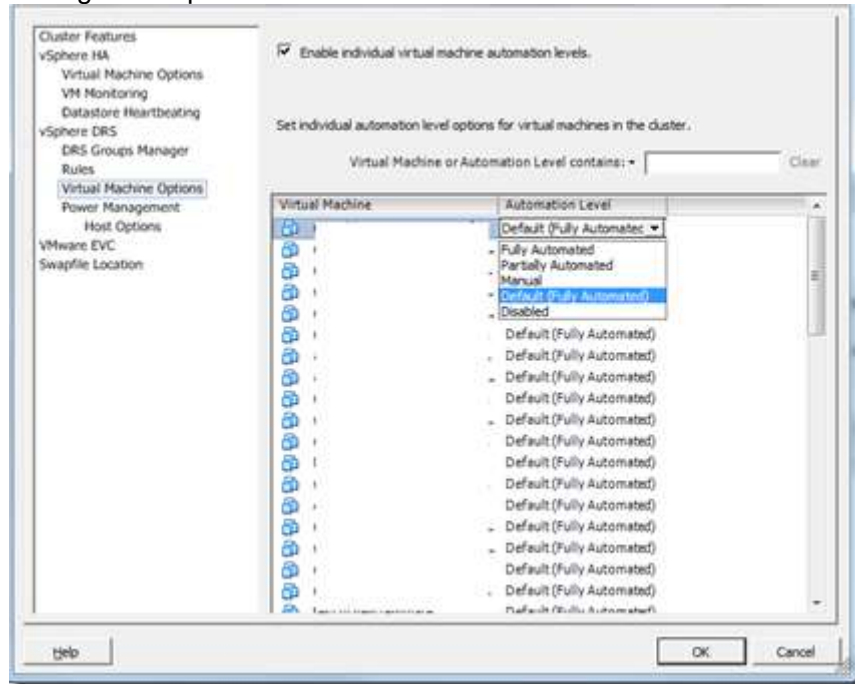 Cluster Features
vSphere HA
Virtual Machine Options
VM Monitoring
Datastore Heartbeating
vSphere DRS
DRS Groups Manager
Rules
Virtual Machine Options
Power Management
Host Options
VMware EVC
Swapfile Location
Enable individual virtual machine automation levels.
Set individual automation level options for virtual machines in the cluster.
Virtual Machine or Automation Level contains: Clear
Virtual Machine Automation Level
Default (Fully Automatec
Fully Automated
Partially Automated
Manual
Default (Fully Automated)
Disabled
Default (Fully Automated)
Default (Fully Automated)
Default (Fully Automated)
Default (Fully Automated)
Default (Fully Automated)
Default (Fully Automated)
Default (Fully Automated)
Default (Fully Automated)
Default (Fully Automated)
Default (Fully Automated)
Default (Fully Automated)
Default (Fully Automated)
Default (Fully Automated)
Default (Fully Automated)
Help OK Cancel